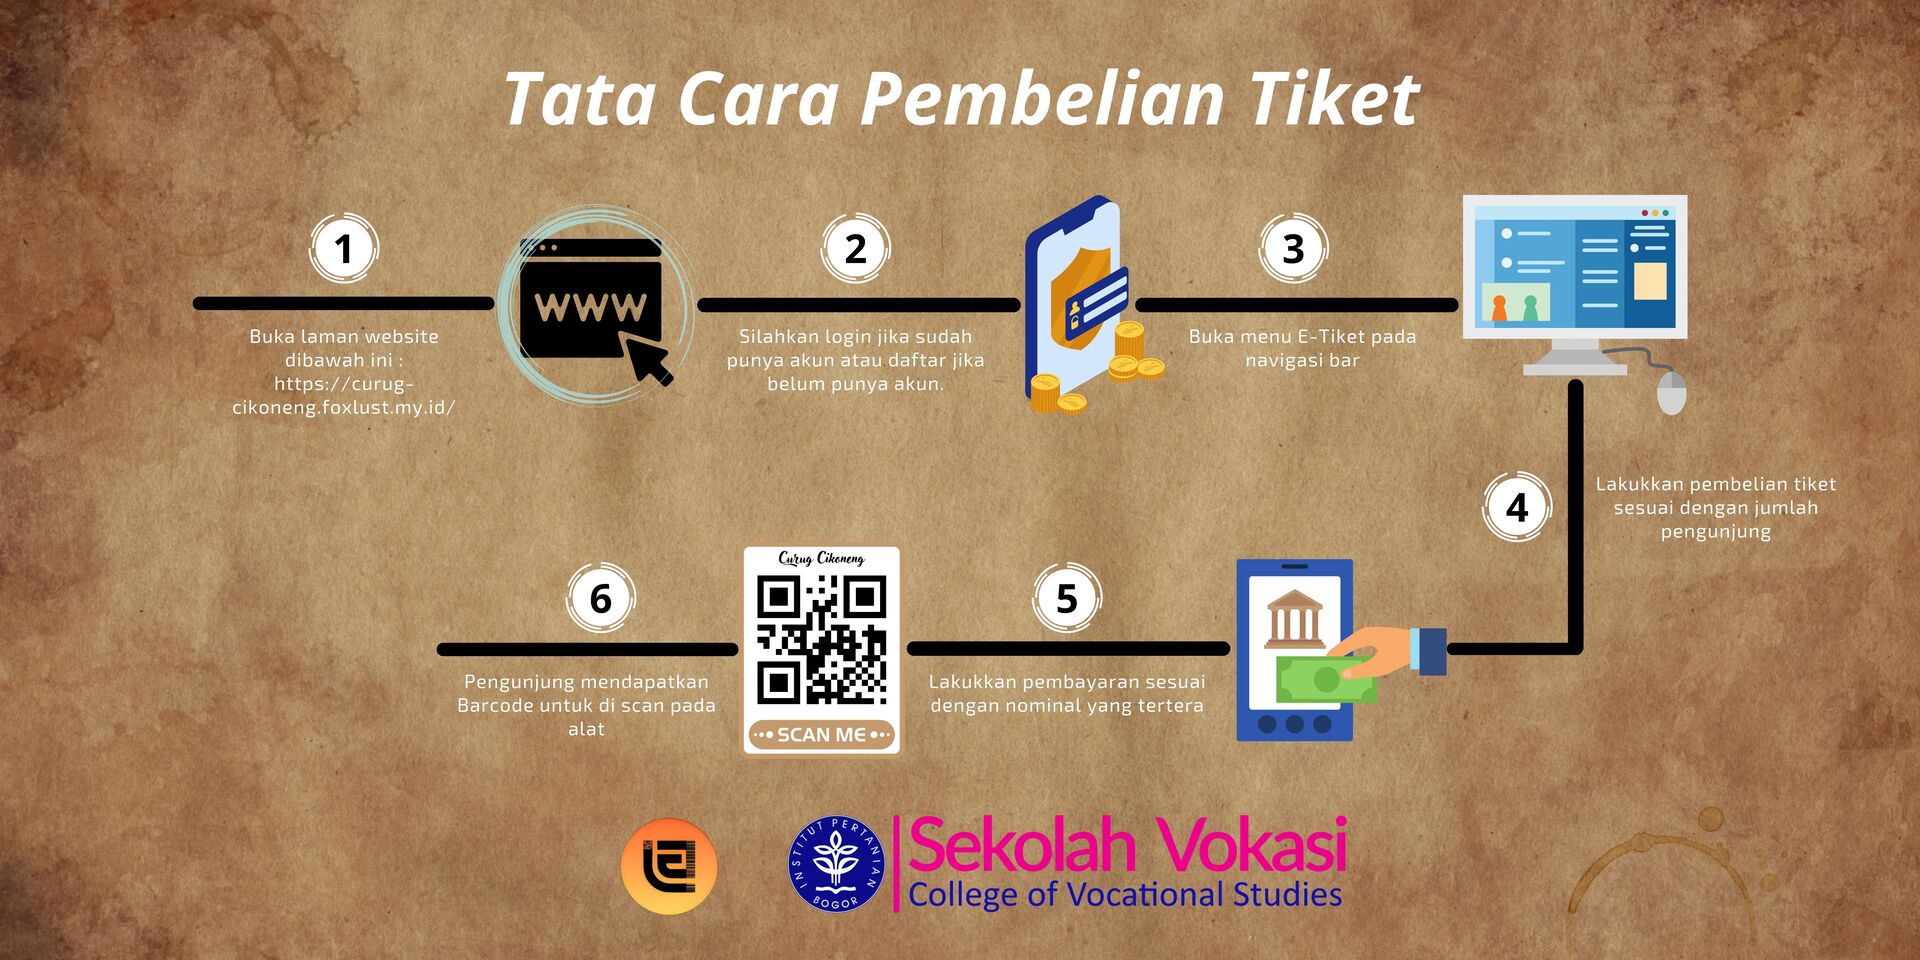 Tata Cara Pembelian Tiket
1
Buka laman website
dibawah ini :
https://curug-
cikoneng.foxlust.my.id/
WWW
2
Silahkan login jika sudah
punya akun atau daftar jika
belum punya akun.
3
Buka menu E-Tiket pada
navigasi bar
4
Lakukkan pembelian tiket
sesuai dengan jumlah
pengunjung
5
Lakukkan pembayaran sesuai
dengan nominal yang tertera
Curug Cikoneng
SCAN ME
6
Pengunjung mendapatkan
Barcode untuk di scan pada
alat
INSTITUT PERTANIAN
BOGOR
Sekolah Vokasi
College of Vocational Studies